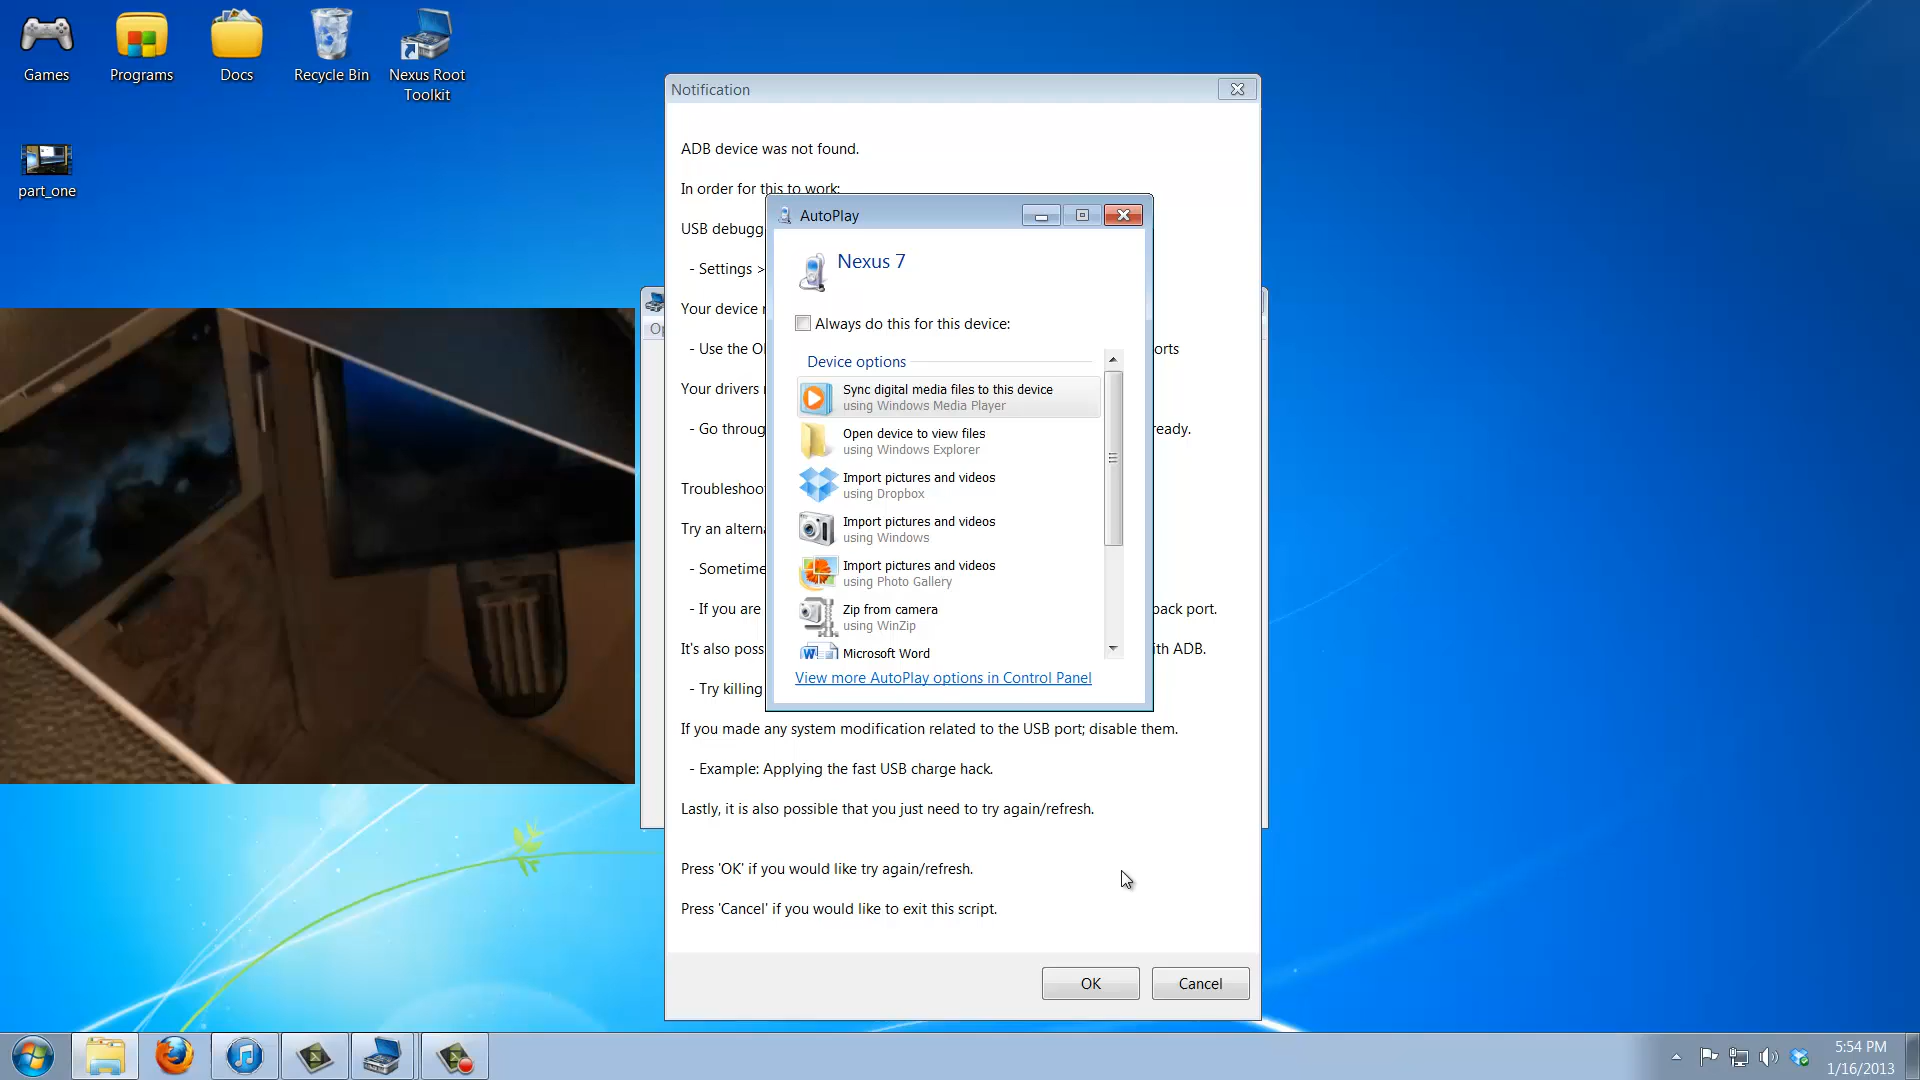 Games
Programs
Docs
Recycle Bin
Nexus Root
Toolkit
part_one
Notification
ADB device was not found.
In order for this to work:
USB debugg
- Settings >
Your device
- Use the O
orts
Your drivers
- Go throug
ready.
Troubleshoo
Try an altern
- Sometime
- If you are
back port.
It's also poss
ith ADB.
- Try killing
If you made any system modification related to the USB port; disable them.
- Example: Applying the fast USB charge hack.
Lastly, it is also possible that you just need to try again/refresh.
Press 'OK' if you would like try again/refresh.
Press 'Cancel' if you would like to exit this script.
OK
Cancel
AutoPlay
Nexus 7
Always do this for this device:
Device options
Sync digital media files to this device
using Windows Media Player
Open device to view files
using Windows Explorer
Import pictures and videos
using Dropbox
Import pictures and videos
using Windows
Import pictures and videos
using Photo Gallery
Zip from camera
using WinZip
Microsoft Word
View more AutoPlay options in Control Panel
5:54 PM
1/16/2013